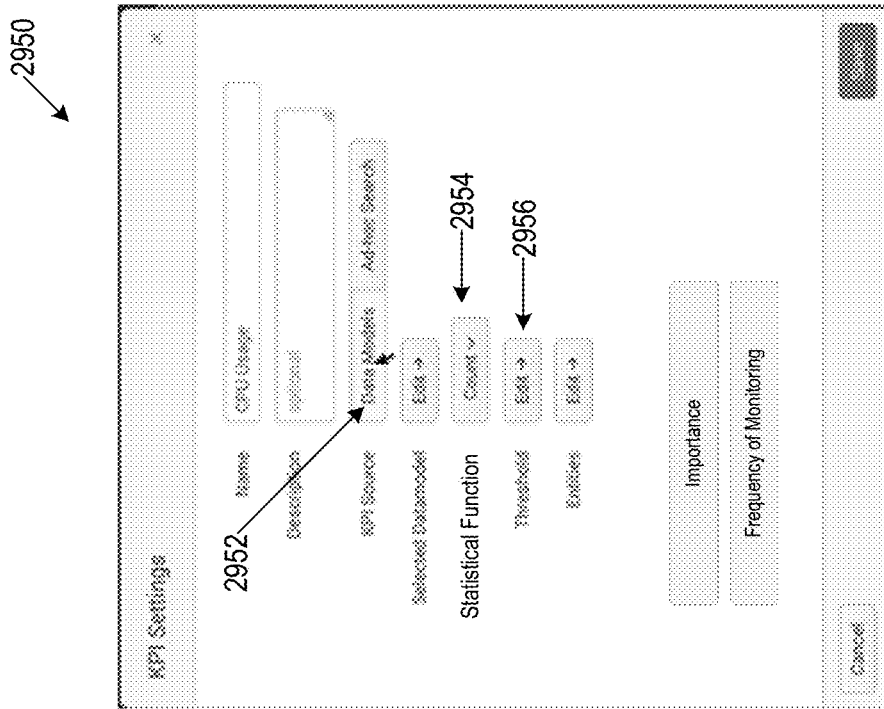 2950
KPI Settings ×
Name CPU Usage
Description optional
2952
KPI Source Data Models Ad-hoc Search
Selected Datamodel Edit →
2954
Statistical Function Count
2956
Threshold Edit →
Entities Edit →
Importance
Frequency of Monitoring
Cancel